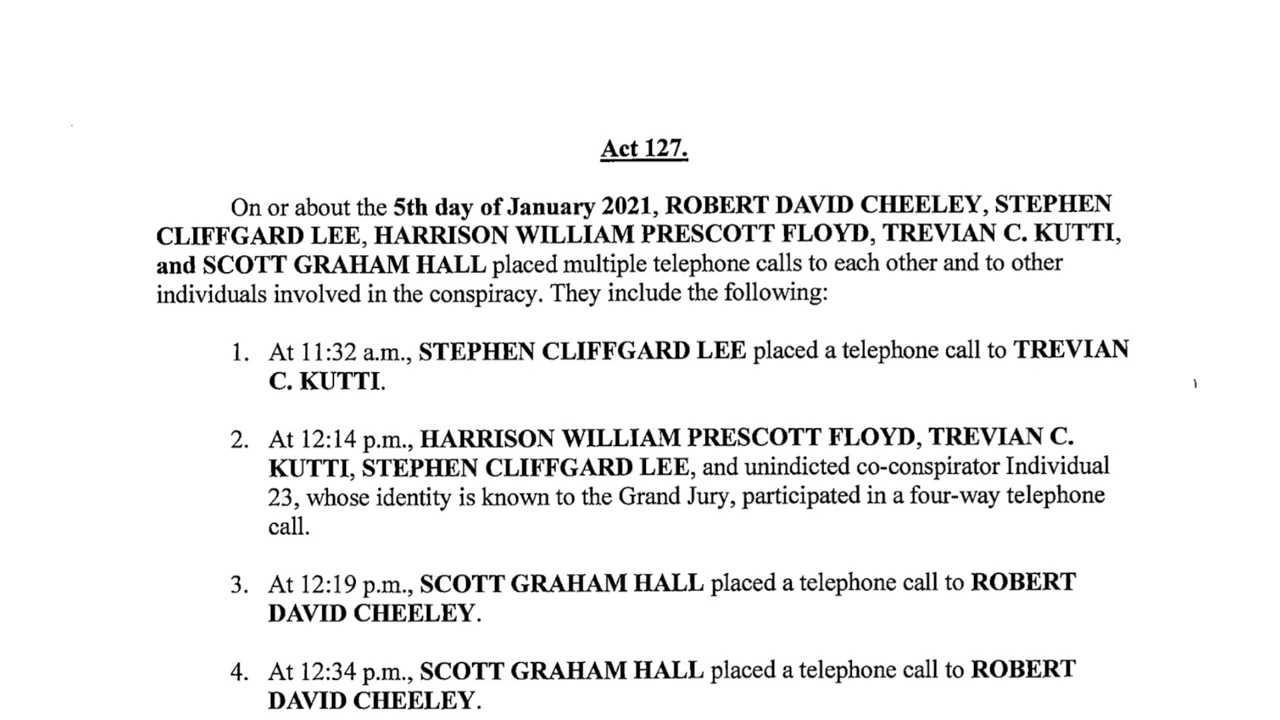 Act 127.
On or about the 5th day of January 2021, ROBERT DAVID CHEELEY, STEPHEN
CLIFFGARD LEE, HARRISON WILLIAM PRESCOTT FLOYD, TREVIAN C. KUTTI,
and SCOTT GRAHAM HALL placed multiple telephone calls to each other and to other
individuals involved in the conspiracy. They include the following:
1. At 11:32 a.m., STEPHEN CLIFFGARD LEE placed a telephone call to TREVIAN
C. KUTTI.
2. At 12:14 p.m., HARRISON WILLIAM PRESCOTT FLOYD, TREVIAN C.
KUTTI, STEPHEN CLIFFGARD LEE, and unindicted co-conspirator Individual
23, whose identity is known to the Grand Jury, participated in a four-way telephone
call.
3. At 12:19 p.m., SCOTT GRAHAM HALL placed a telephone call to ROBERT
DAVID CHEELEY.
4. At 12:34 p.m., SCOTT GRAHAM HALL placed a telephone call to ROBERT
DAVID CHEELEY.